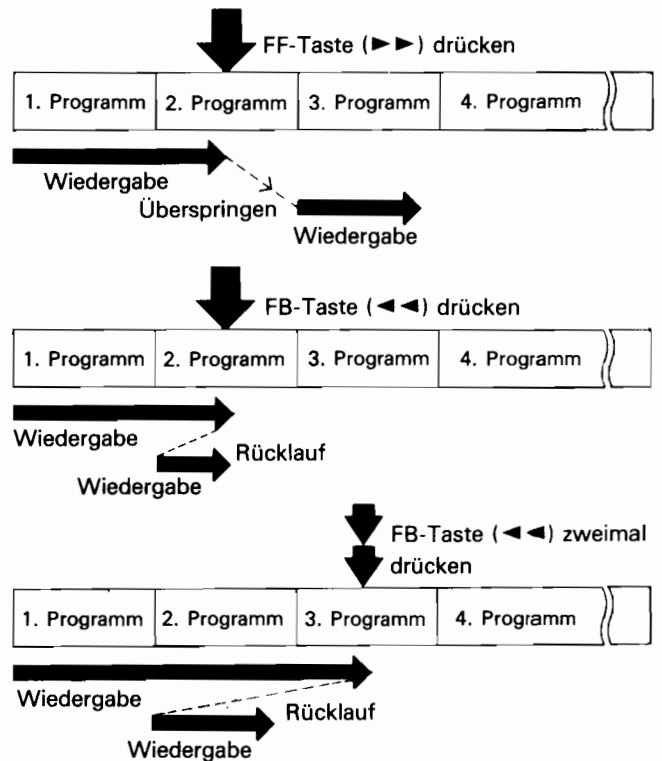 FF-Taste (►►) drücken
1. Programm 2. Programm 3. Programm 4. Programm
Wiedergabe
Überspringen
Wiedergabe
FB-Taste (◄◄) drücken
1. Programm 2. Programm 3. Programm 4. Programm
Wiedergabe
Rücklauf
Wiedergabe
FB-Taste (◄◄) zweimal
drücken
1. Programm 2. Programm 3. Programm 4. Programm
Wiedergabe
Rücklauf
Wiedergabe